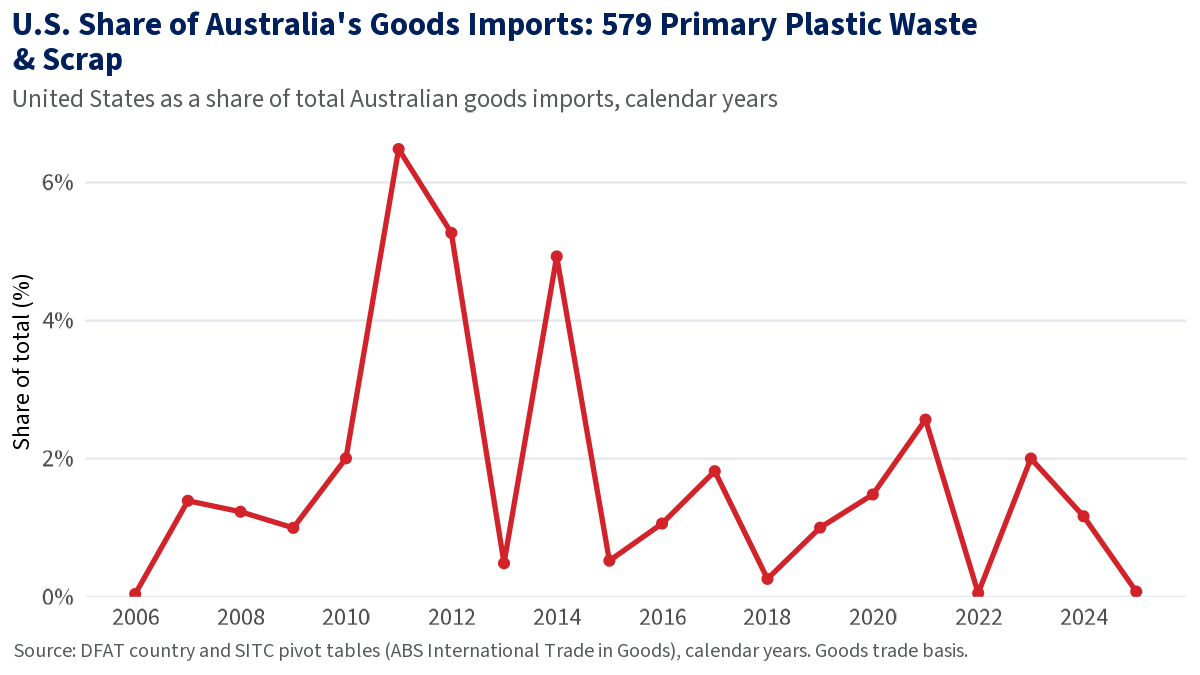 U.S. Share of Australia's Goods Imports: 579 Primary Plastic Waste
& Scrap
United States as a share of total Australian goods imports, calendar years
Share of total (%)
6%
4%
2%
0%
2006 2008 2010 2012 2014 2016 2018 2020 2022 2024
Source: DFAT country and SITC pivot tables (ABS International Trade in Goods), calendar years. Goods trade basis.